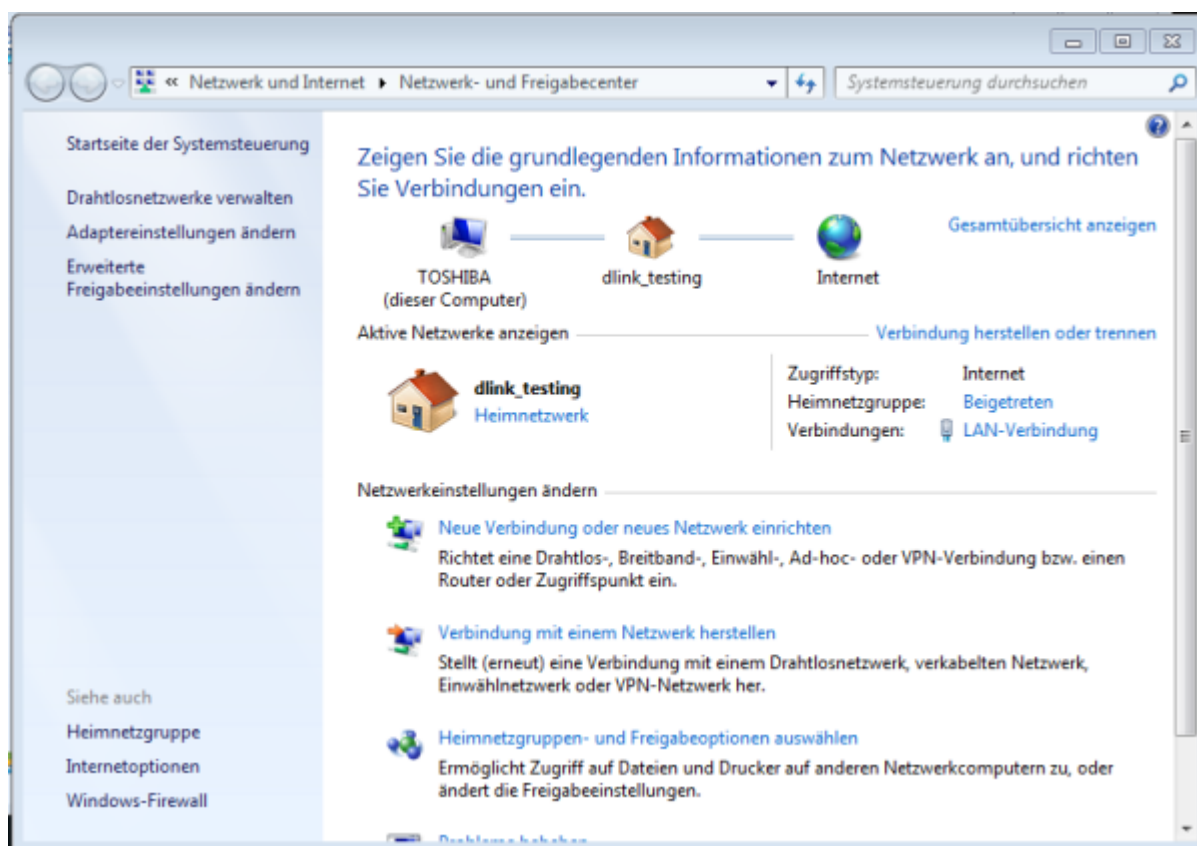 « Netzwerk und Internet ▸ Netzwerk- und Freigabecenter
Systemsteuerung durchsuchen
Startseite der Systemsteuerung
Drahtlosnetzwerke verwalten
Adaptereinstellungen ändern
Erweiterte
Freigabeeinstellungen ändern
Siehe auch
Heimnetzgruppe
Internetoptionen
Windows-Firewall
Zeigen Sie die grundlegenden Informationen zum Netzwerk an, und richten
Sie Verbindungen ein.
Gesamtübersicht anzeigen
TOSHIBA
(dieser Computer)
dlink_testing
Internet
Aktive Netzwerke anzeigen
Verbindung herstellen oder trennen
dlink_testing
Heimnetzwerk
Zugriffstyp: Internet
Heimnetzgruppe: Beigetreten
Verbindungen: LAN-Verbindung
Netzwerkeinstellungen ändern
Neue Verbindung oder neues Netzwerk einrichten
Richtet eine Drahtlos-, Breitband-, Einwähl-, Ad-hoc- oder VPN-Verbindung bzw. einen
Router oder Zugriffspunkt ein.
Verbindung mit einem Netzwerk herstellen
Stellt (erneut) eine Verbindung mit einem Drahtlosnetzwerk, verkabelten Netzwerk,
Einwählnetzwerk oder VPN-Netzwerk her.
Heimnetzgruppen- und Freigabeoptionen auswählen
Ermöglicht Zugriff auf Dateien und Drucker auf anderen Netzwerkcomputern zu, oder
ändert die Freigabeeinstellungen.
Probleme beheben